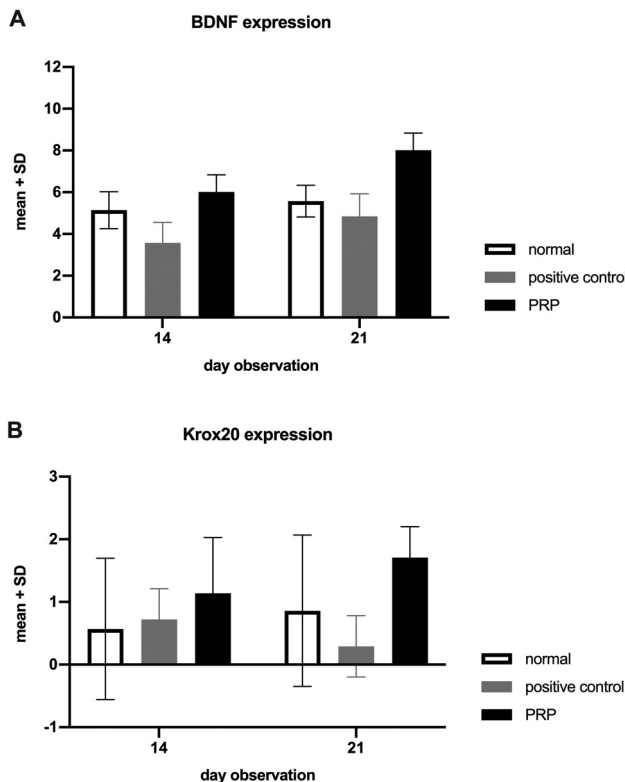 A
BDNF expression
12
10
8
6
4
2
0
mean + SD
14
21
day observation
normal
positive control
PRP
B
Krox20 expression
3
2
1
0
-1
mean + SD
14
21
day observation
normal
positive control
PRP